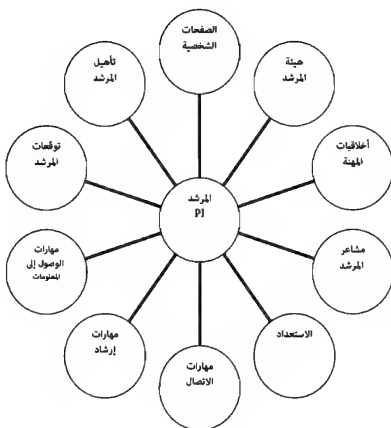 الصفحات
الشخصية
هيئة
المرشد
أخلاقيات
المهنة
مشاعر
المرشد
الاستعداد
مهارات
الاتصال
مهارات
إرشاد
مهارات
الوصول إلى
المعلومات
توقعات
المرشد
تأهيل
المرشد
المرشد
PI